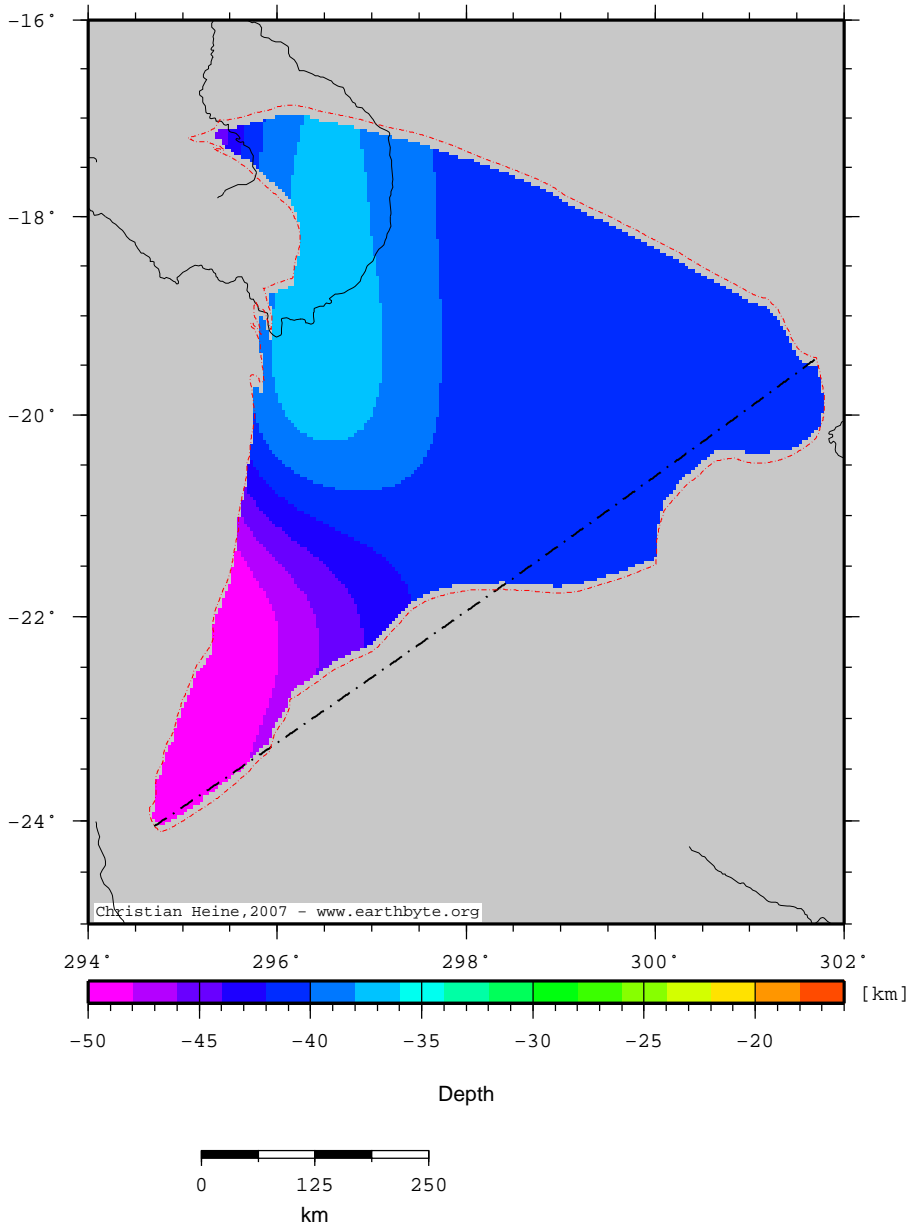 −16°
−18°
−20°
−22°
−24°
Christian Heine,2007 - www.earthbyte.org
294° 296° 298° 300° 302°
[km]
−50 −45 −40 −35 −30 −25 −20
Depth
0 125 250
km